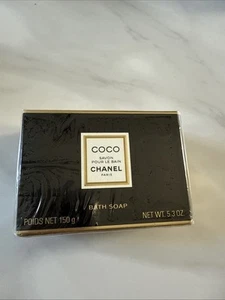 COCO
SAVON
POUR LE BAIN
CHANEL
PARIS
BATH SOAP
POIDS NET 150 g
NET WT. 5.3 OZ.